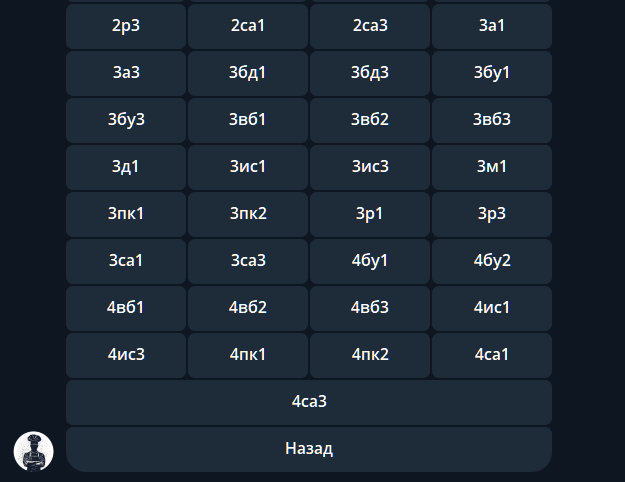 2р3 2са1 2са3 3а1
3а3 3бд1 3бд3 3бу1
3бу3 3вб1 3вб2 3вб3
3д1 3ис1 3ис3 3м1
3пк1 3пк2 3р1 3р3
3са1 3са3 4бу1 4бу2
4вб1 4вб2 4вб3 4ис1
4ис3 4пк1 4пк2 4са1
4са3
Назад